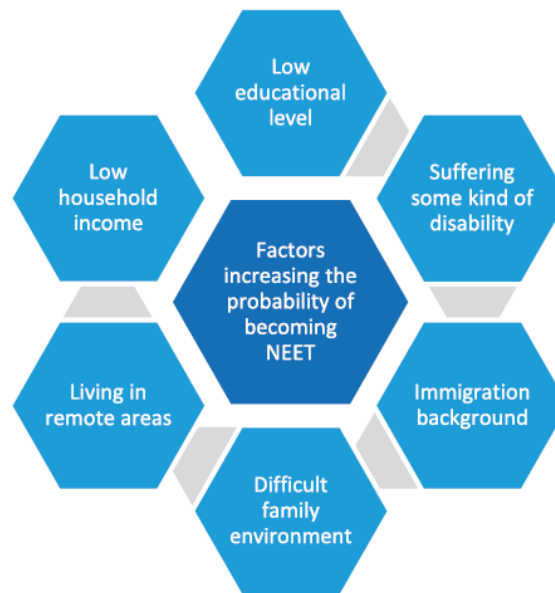 Low
educational
level
Suffering
some kind of
disability
Immigration
background
Difficult
family
environment
Living in
remote areas
Low
household
income
Factors
increasing the
probability of
becoming
NEET